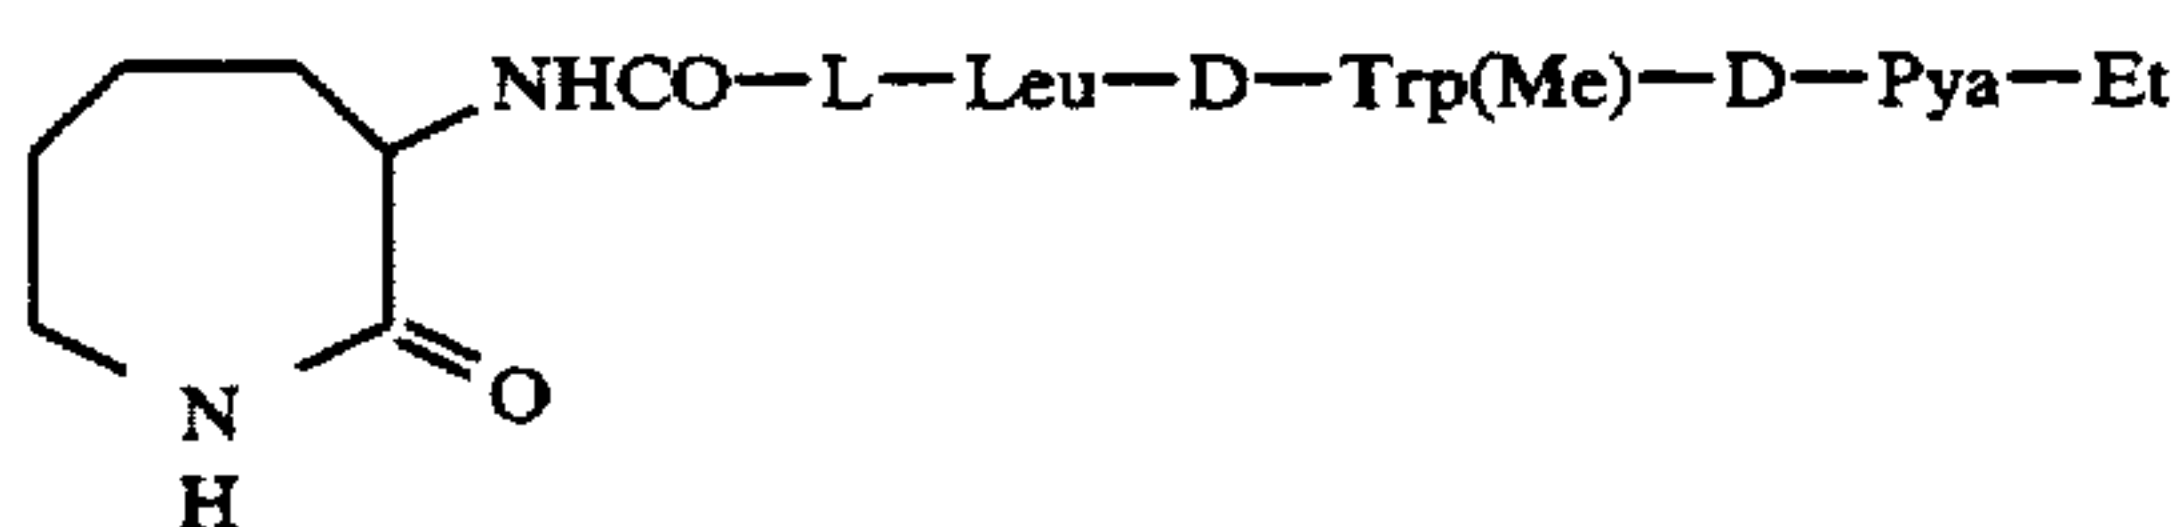 NHCO—L—Leu—D—Trp(Me)—D—Pya—Et
O
N
H